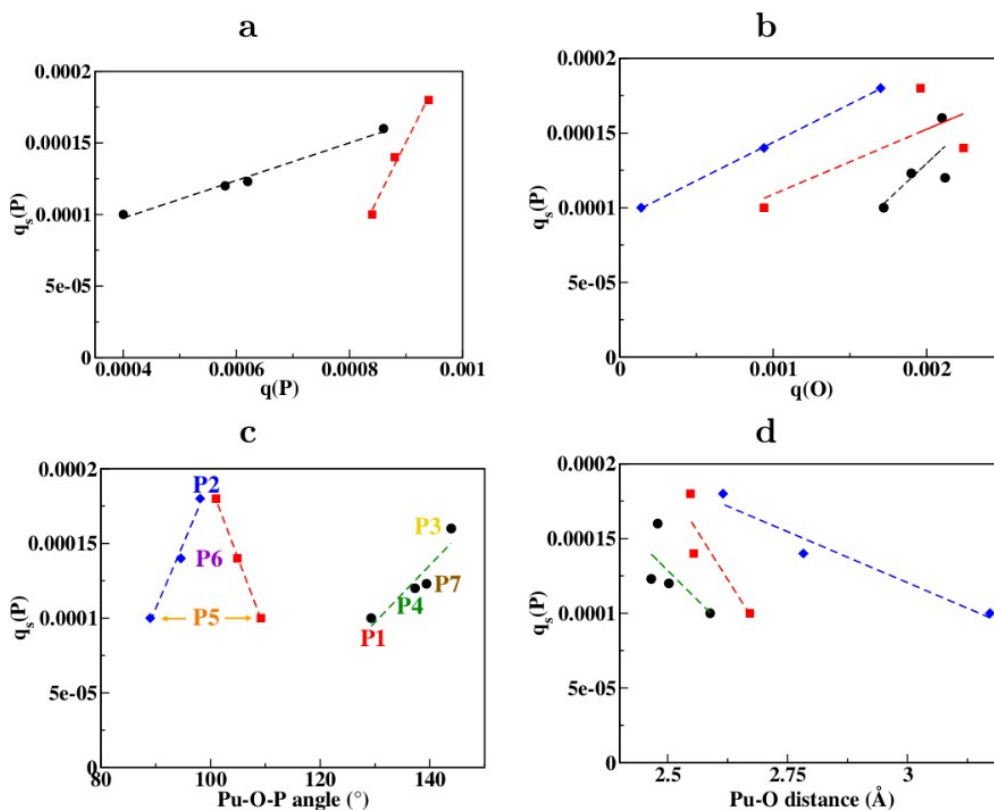 a
0.0002
0.00015
0.0001
5e-05
0
q_s(P)
0.0004
0.0006
0.0008
0.001
q(P)
b
0.0002
0.00015
0.0001
5e-05
0
q_s(P)
0
0.001
0.002
q(O)
c
0.0002
0.00015
0.0001
5e-05
0
q_s(P)
P2
P6
P5
P3
P7
P4
P1
80
100
120
140
Pu-O-P angle (°)
d
0.0002
0.00015
0.0001
5e-05
0
q_s(P)
2.5
2.75
3
Pu-O distance (Å)